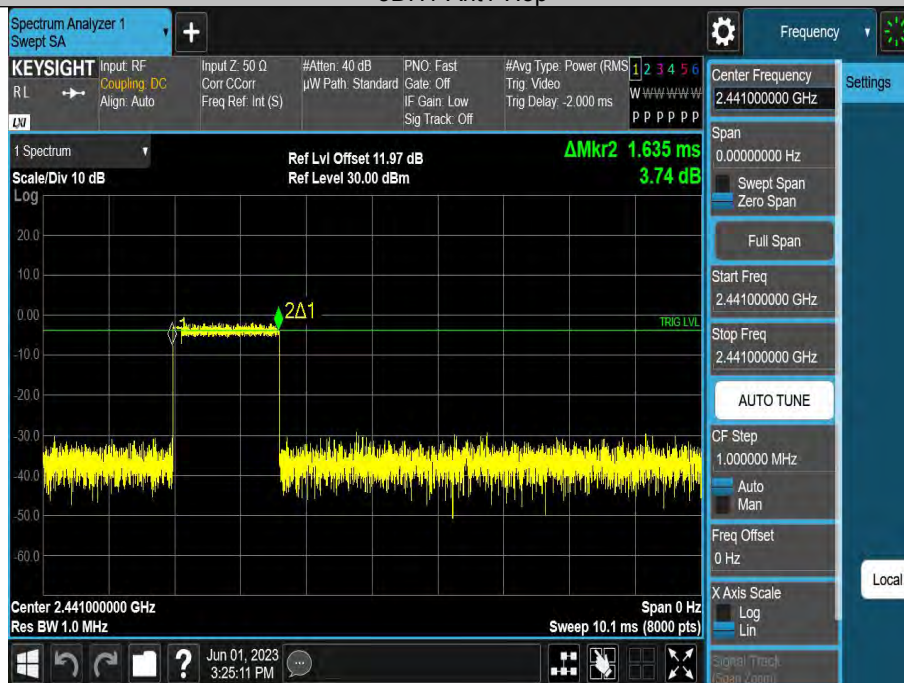 Spectrum Analyzer 1
Swept SA
+
Frequency
KEYSIGHT
RL
LXI
Input: RF
Coupling: DC
Align: Auto
Input Z: 50 Ω
Corr CCorr
Freq Ref: Int (S)
#Atten: 40 dB
µW Path: Standard
PNO: Fast
Gate: Off
IF Gain: Low
Sig Track: Off
#Avg Type: Power (RMS
Trig: Video
Trig Delay: -2.000 ms
1 2 3 4 5 6
W W W W W W
P P P P P P
1 Spectrum
Scale/Div 10 dB
Log
Ref Lvl Offset 11.97 dB
Ref Level 30.00 dBm
ΔMkr2 1.635 ms
3.74 dB
20.0
10.0
0.00
-10.0
-20.0
-30.0
-40.0
-50.0
-60.0
1
2Δ1
TRIG LVL
Center 2.441000000 GHz
Res BW 1.0 MHz
Span 0 Hz
Sweep 10.1 ms (8000 pts)
Center Frequency
2.441000000 GHz
Settings
Span
0.00000000 Hz
Swept Span
Zero Span
Full Span
Start Freq
2.441000000 GHz
Stop Freq
2.441000000 GHz
AUTO TUNE
CF Step
1.000000 MHz
Auto
Man
Freq Offset
0 Hz
X Axis Scale
Log
Lin
Local
Signal Track
(Span Zoom)
?
Jun 01, 2023
3:25:11 PM